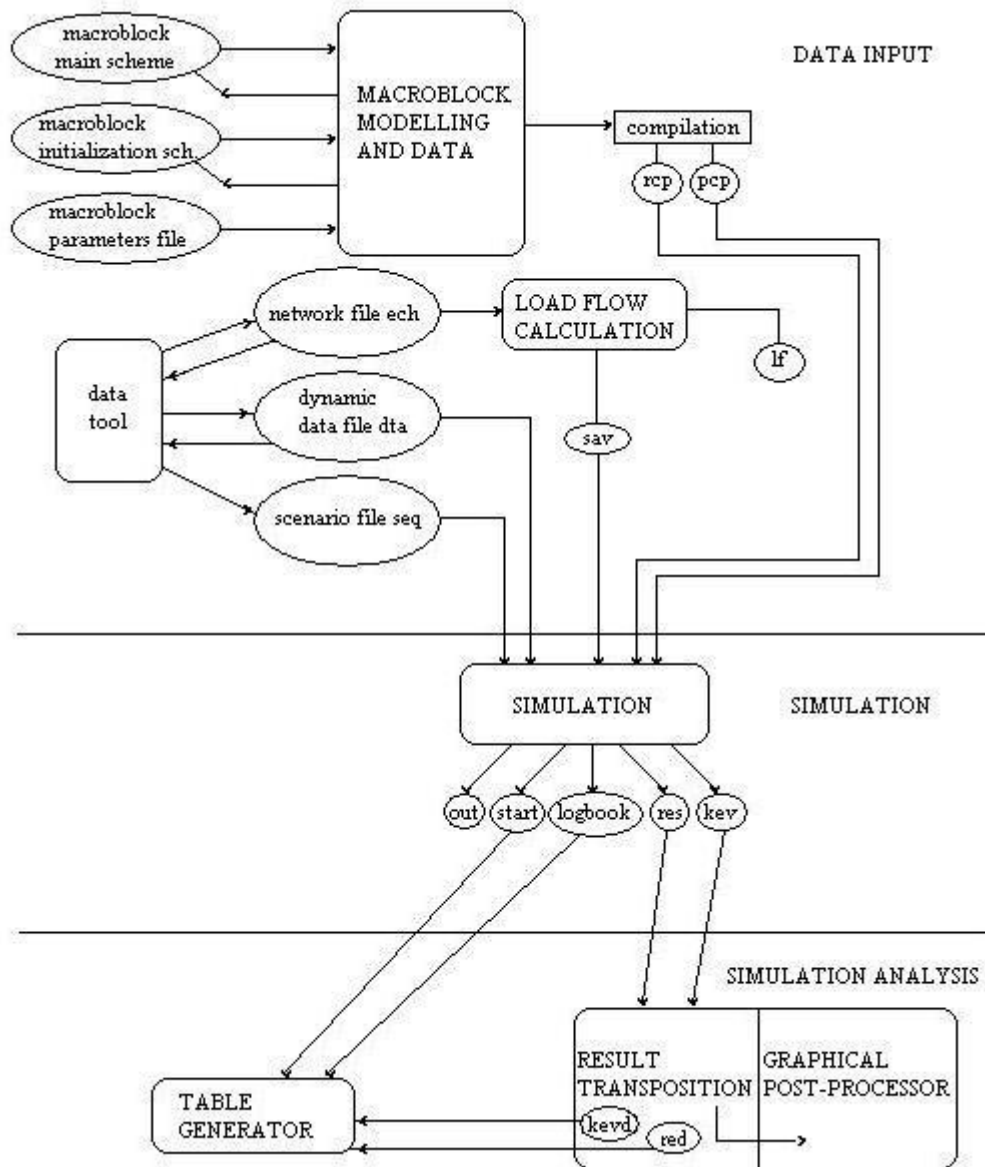 macroblock
main scheme
DATA INPUT
MACROBLOCK
MODELLING
AND DATA
macroblock
initialization sch.
compilation
rcp
pcp
macroblock
parameters file
network file ech
LOAD FLOW
CALCULATION
lf
data
tool
dynamic
data file dta
sav
scenario file seq
SIMULATION
SIMULATION
out
start
logbook
res
kev
SIMULATION ANALYSIS
RESULT
TRANSPOSITION
GRAPHICAL
POST-PROCESSOR
TABLE
GENERATOR
kevd
red